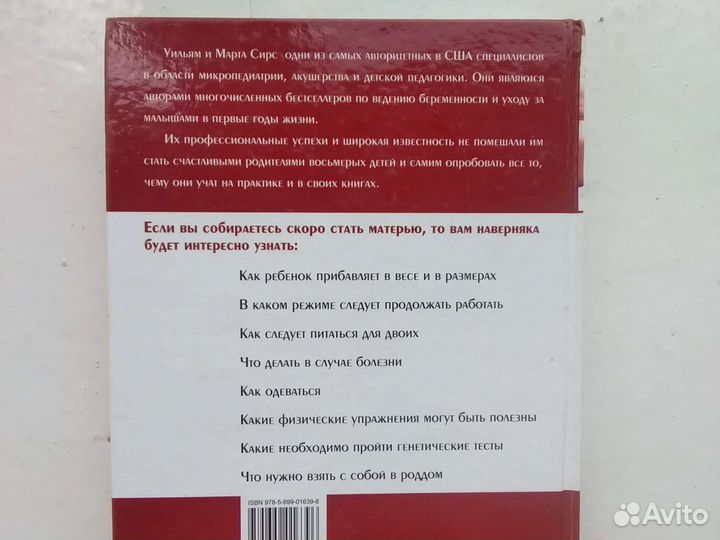 Уильям и Марта Сирс одни из самых авторитетных в США специалистов
в области микропедиатрии, акушерства и детской педагогики. Они являются
авторами многочисленных бестселлеров по ведению беременности и уходу за
малышами в первые годы жизни.
Их профессиональные успехи и широкая известность не помешали им
стать счастливыми родителями восьмерых детей и самим опробовать все то,
чему они учат на практике и в своих книгах.
Если вы собираетесь скоро стать матерью, то вам наверняка
будет интересно узнать:
Как ребенок прибавляет в весе и в размерах
В каком режиме следует продолжать работать
Как следует питаться для двоих
Что делать в случае болезни
Как одеваться
Какие физические упражнения могут быть полезны
Какие необходимо пройти генетические тесты
Что нужно взять с собой в роддом
ISBN 978-5-699-01639-6
Avito